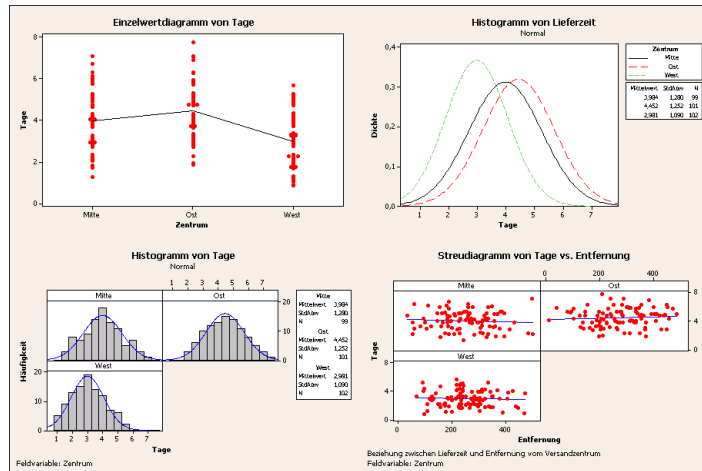 Einzelwertdiagramm von Tage
8
6
4
2
0
Tage
Mitte Ost West
Zentrum
Histogramm von Lieferzeit
Normal
0,4
0,3
0,2
0,1
0,0
Dichte
1 2 3 4 5 6 7
Tage
Zentrum
Mitte
Ost
West
Mittelwert StdAbw N
3,984 1,280 99
4,452 1,252 101
2,981 1,090 102
Histogramm von Tage
Normal
1 2 3 4 5 6 7
Mitte Ost
20
10
0
West
20
10
0
Häufigkeit
1 2 3 4 5 6 7
Tage
Mitte
Mittelwert 3,984
StdAbw 1,280
N 99
Ost
Mittelwert 4,452
StdAbw 1,252
N 101
West
Mittelwert 2,981
StdAbw 1,090
N 102
Feldvariable: Zentrum
Streudiagramm von Tage vs. Entfernung
0 200 400
Mitte Ost
8
4
0
West
8
4
0
Tage
0 200 400
Entfernung
Beziehung zwischen Lieferzeit und Entfernung vom Versandzentrum
Feldvariable: Zentrum